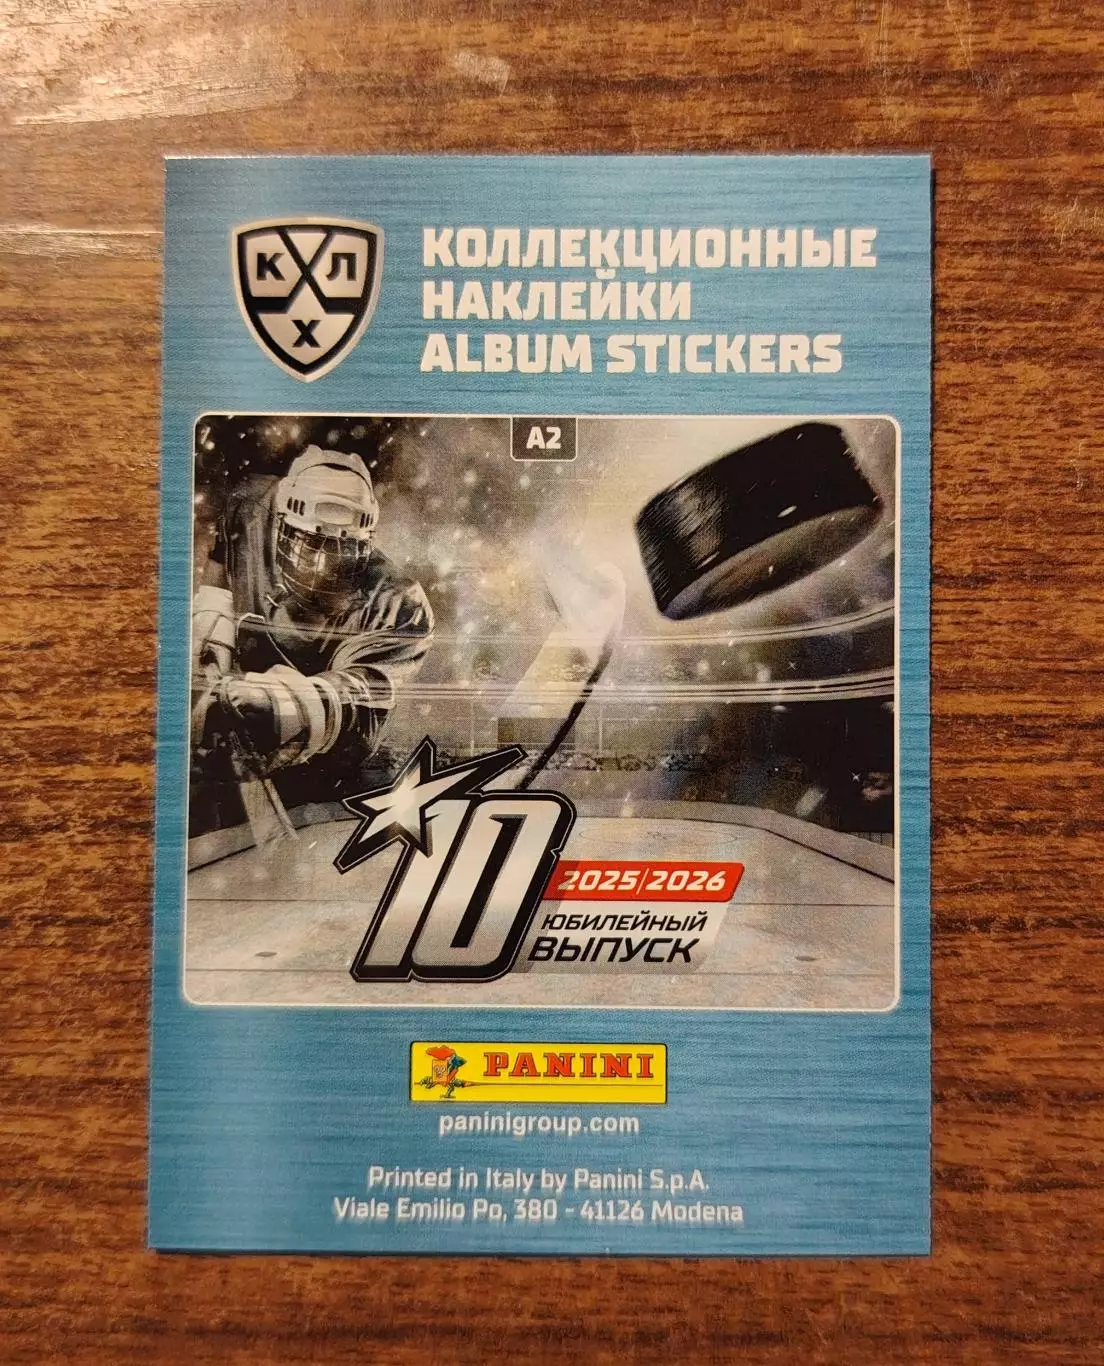 КХЛ
КОЛЛЕКЦИОННЫЕ
НАКЛЕЙКИ
ALBUM STICKERS
A2
10
2025/2026
ЮБИЛЕЙНЫЙ
ВЫПУСК
PANINI
paninigroup.com
Printed in Italy by Panini S.p.A.
Viale Emilio Po, 380 - 41126 Modena